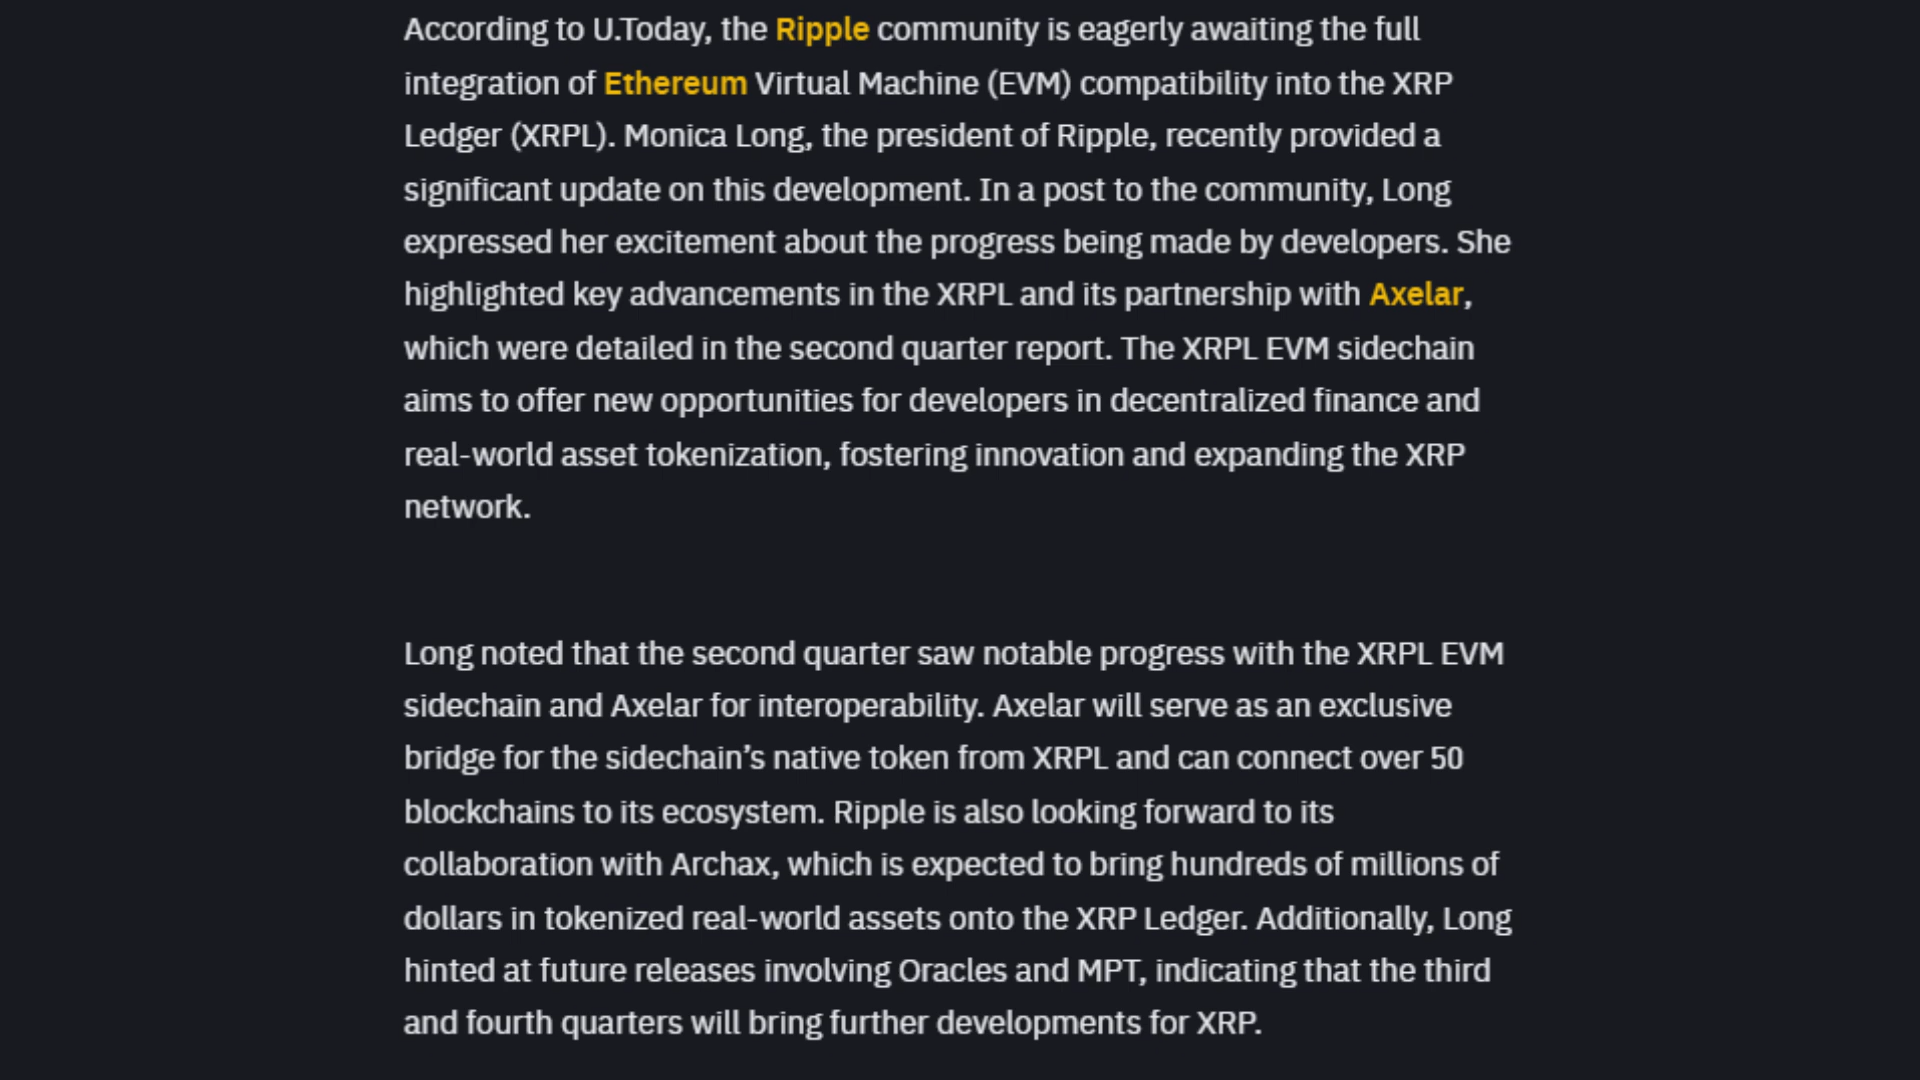 According to U.Today, the Ripple community is eagerly awaiting the full
integration of Ethereum Virtual Machine (EVM) compatibility into the XRP
Ledger (XRPL). Monica Long, the president of Ripple, recently provided a
significant update on this development. In a post to the community, Long
expressed her excitement about the progress being made by developers. She
highlighted key advancements in the XRPL and its partnership with Axelar,
which were detailed in the second quarter report. The XRPL EVM sidechain
aims to offer new opportunities for developers in decentralized finance and
real-world asset tokenization, fostering innovation and expanding the XRP
network.
Long noted that the second quarter saw notable progress with the XRPL EVM
sidechain and Axelar for interoperability. Axelar will serve as an exclusive
bridge for the sidechain’s native token from XRPL and can connect over 50
blockchains to its ecosystem. Ripple is also looking forward to its
collaboration with Archax, which is expected to bring hundreds of millions of
dollars in tokenized real-world assets onto the XRP Ledger. Additionally, Long
hinted at future releases involving Oracles and MPT, indicating that the third
and fourth quarters will bring further developments for XRP.